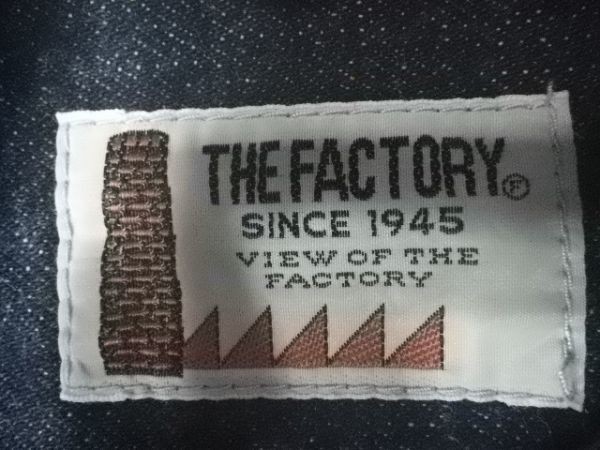 THE FACTORY Ⓕ
SINCE 1945
VIEW OF THE
FACTORY